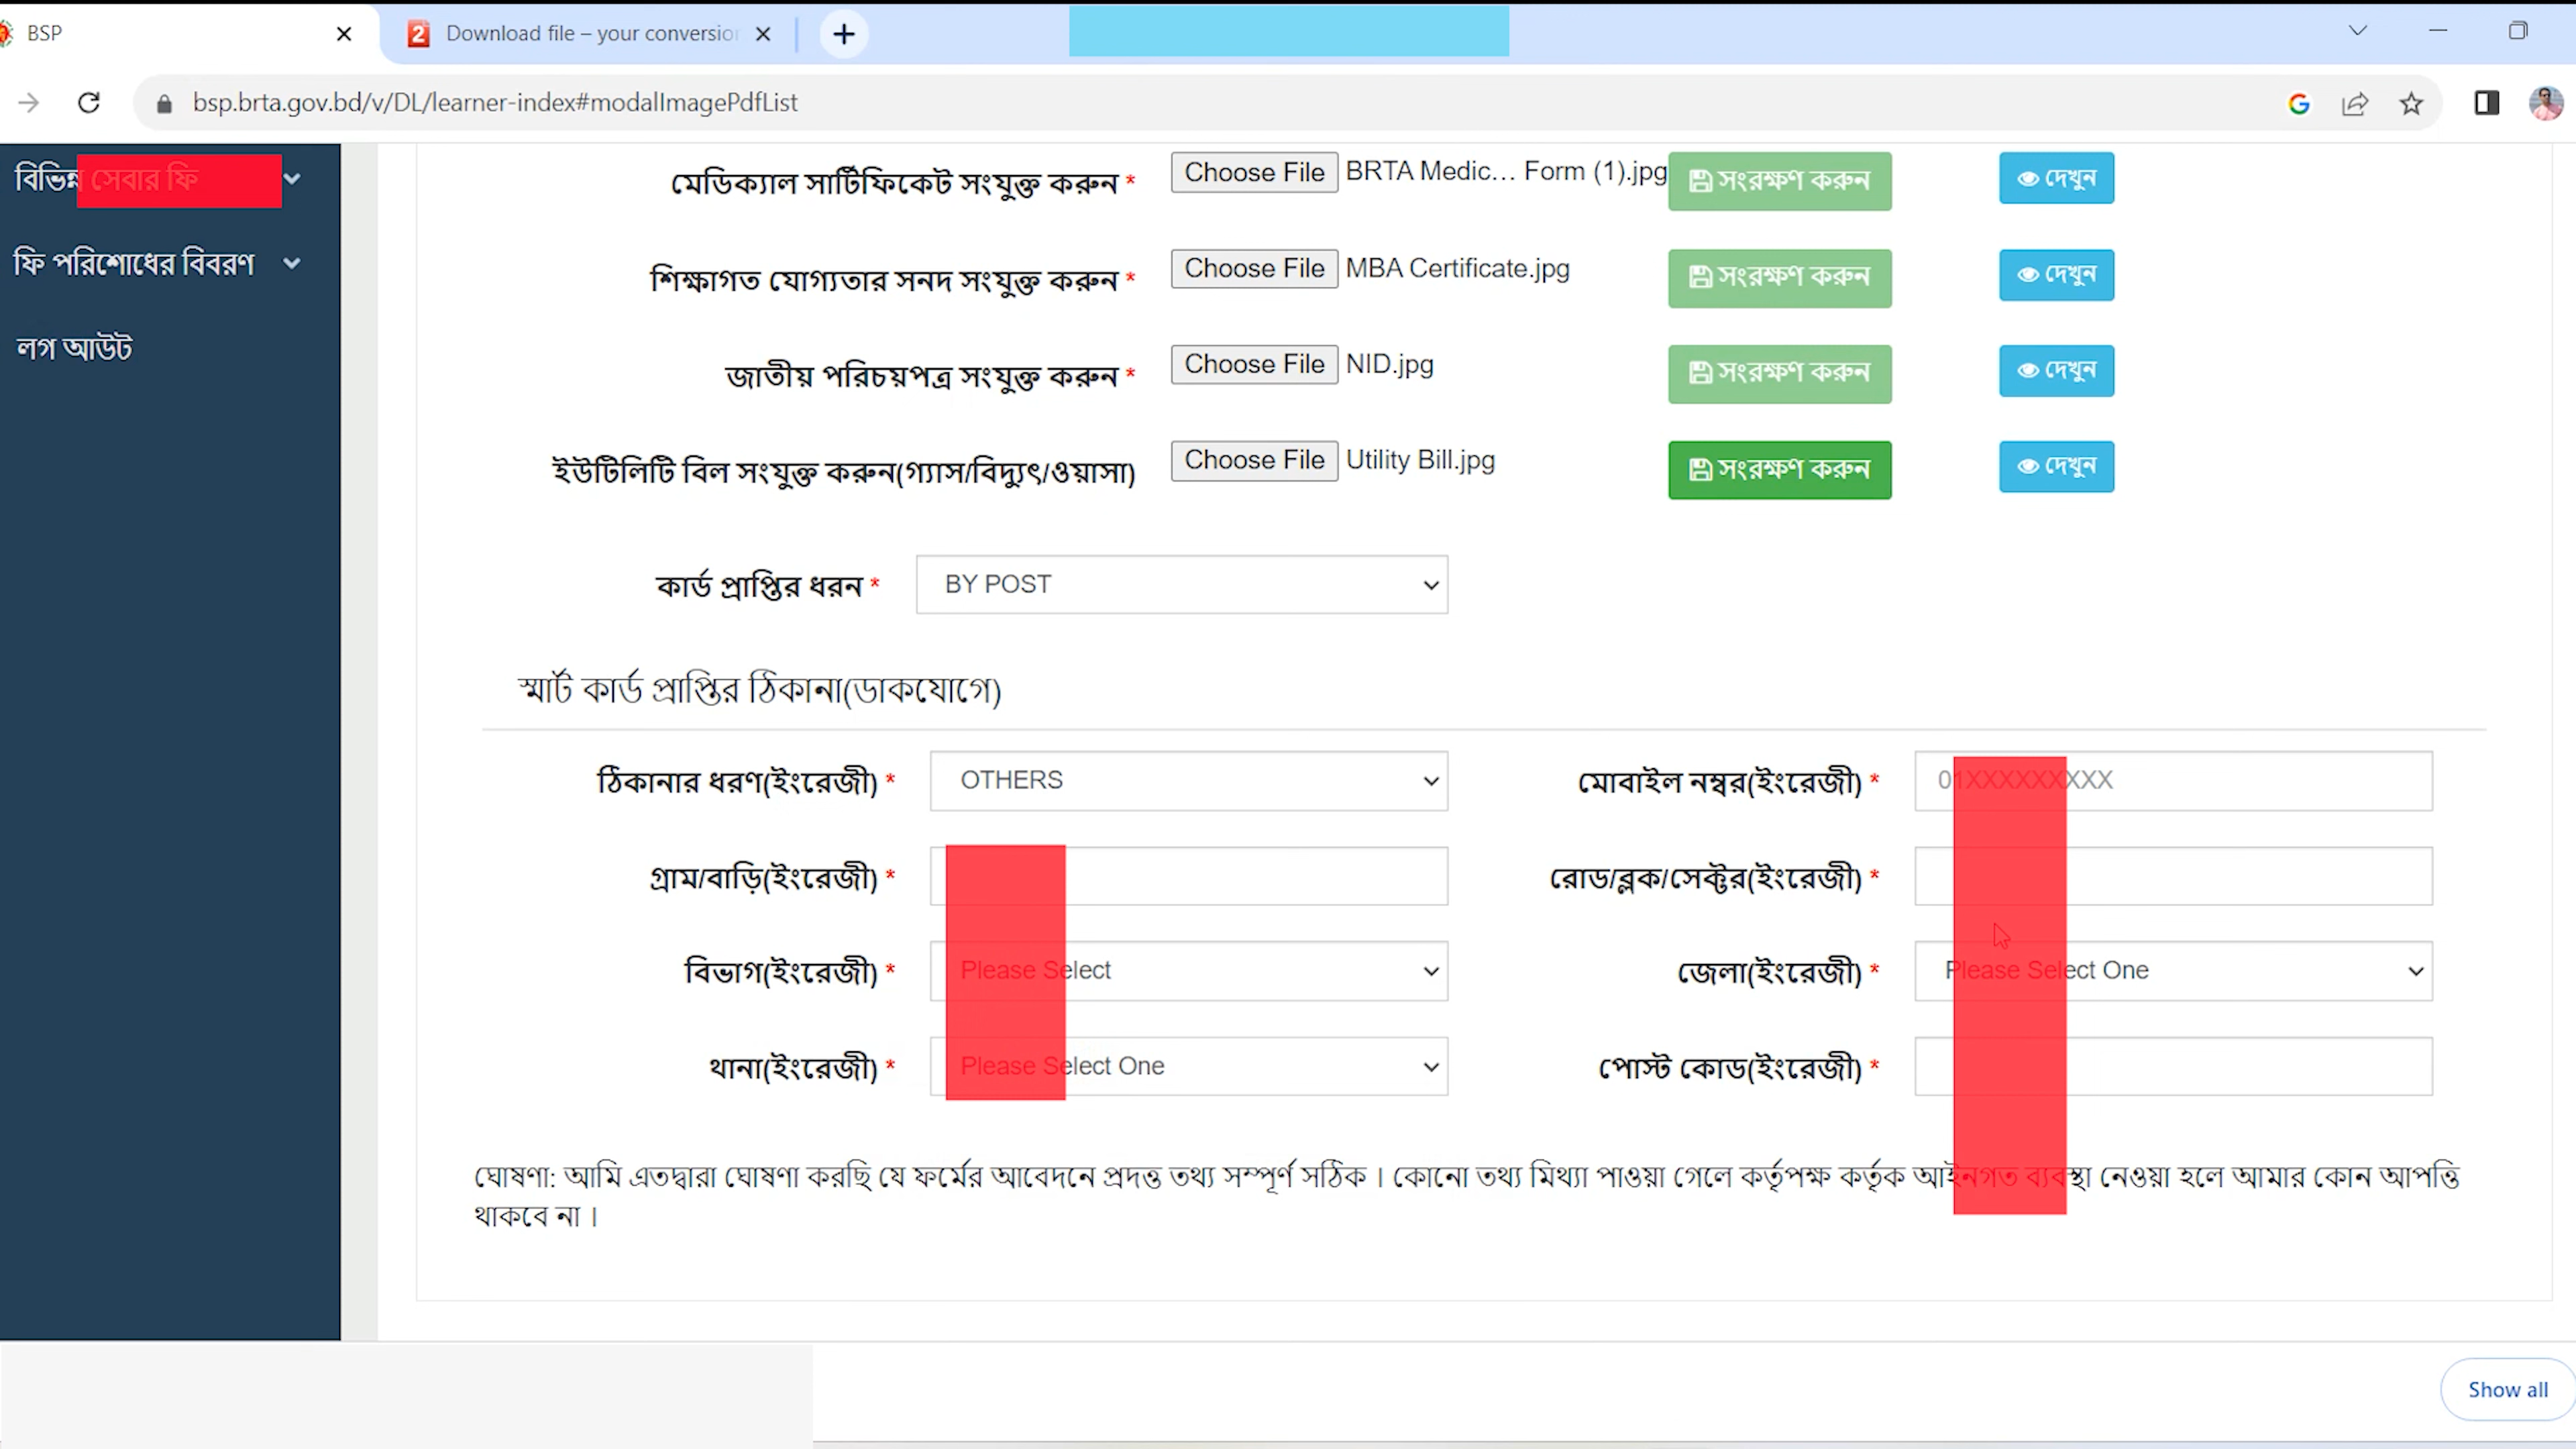 BSP
Download file – your conversion
bsp.brta.gov.bd/v/DL/learner-index#modalImagePdfList
বিভিন্ন সেবার ফি
ফি পরিশোধের বিবরণ
লগ আউট
মেডিক্যাল সার্টিফিকেট সংযুক্ত করুন * Choose File BRTA Medic... Form (1).jpg সংরক্ষণ করুন দেখুন
শিক্ষাগত যোগ্যতার সনদ সংযুক্ত করুন * Choose File MBA Certificate.jpg সংরক্ষণ করুন দেখুন
জাতীয় পরিচয়পত্র সংযুক্ত করুন * Choose File NID.jpg সংরক্ষণ করুন দেখুন
ইউটিলিটি বিল সংযুক্ত করুন(গ্যাস/বিদ্যুৎ/ওয়াসা) Choose File Utility Bill.jpg সংরক্ষণ করুন দেখুন
কার্ড প্রাপ্তির ধরন * BY POST
স্মার্ট কার্ড প্রাপ্তির ঠিকানা(ডাকযোগে)
ঠিকানার ধরণ(ইংরেজী) * OTHERS মোবাইল নম্বর(ইংরেজী) * 01XXXXXXXXX
গ্রাম/বাড়ি(ইংরেজী) * রোড/ব্লক/সেক্টর(ইংরেজী) *
বিভাগ(ইংরেজী) * Please Select জেলা(ইংরেজী) * Please Select One
থানা(ইংরেজী) * Please Select One পোস্ট কোড(ইংরেজী) *
ঘোষণা: আমি এতদ্বারা ঘোষণা করছি যে ফর্মের আবেদনে প্রদত্ত তথ্য সম্পূর্ণ সঠিক । কোনো তথ্য মিথ্যা পাওয়া গেলে কর্তৃপক্ষ কর্তৃক আইনগত ব্যবস্থা নেওয়া হলে আমার কোন আপত্তি
থাকবে না ।
Show all